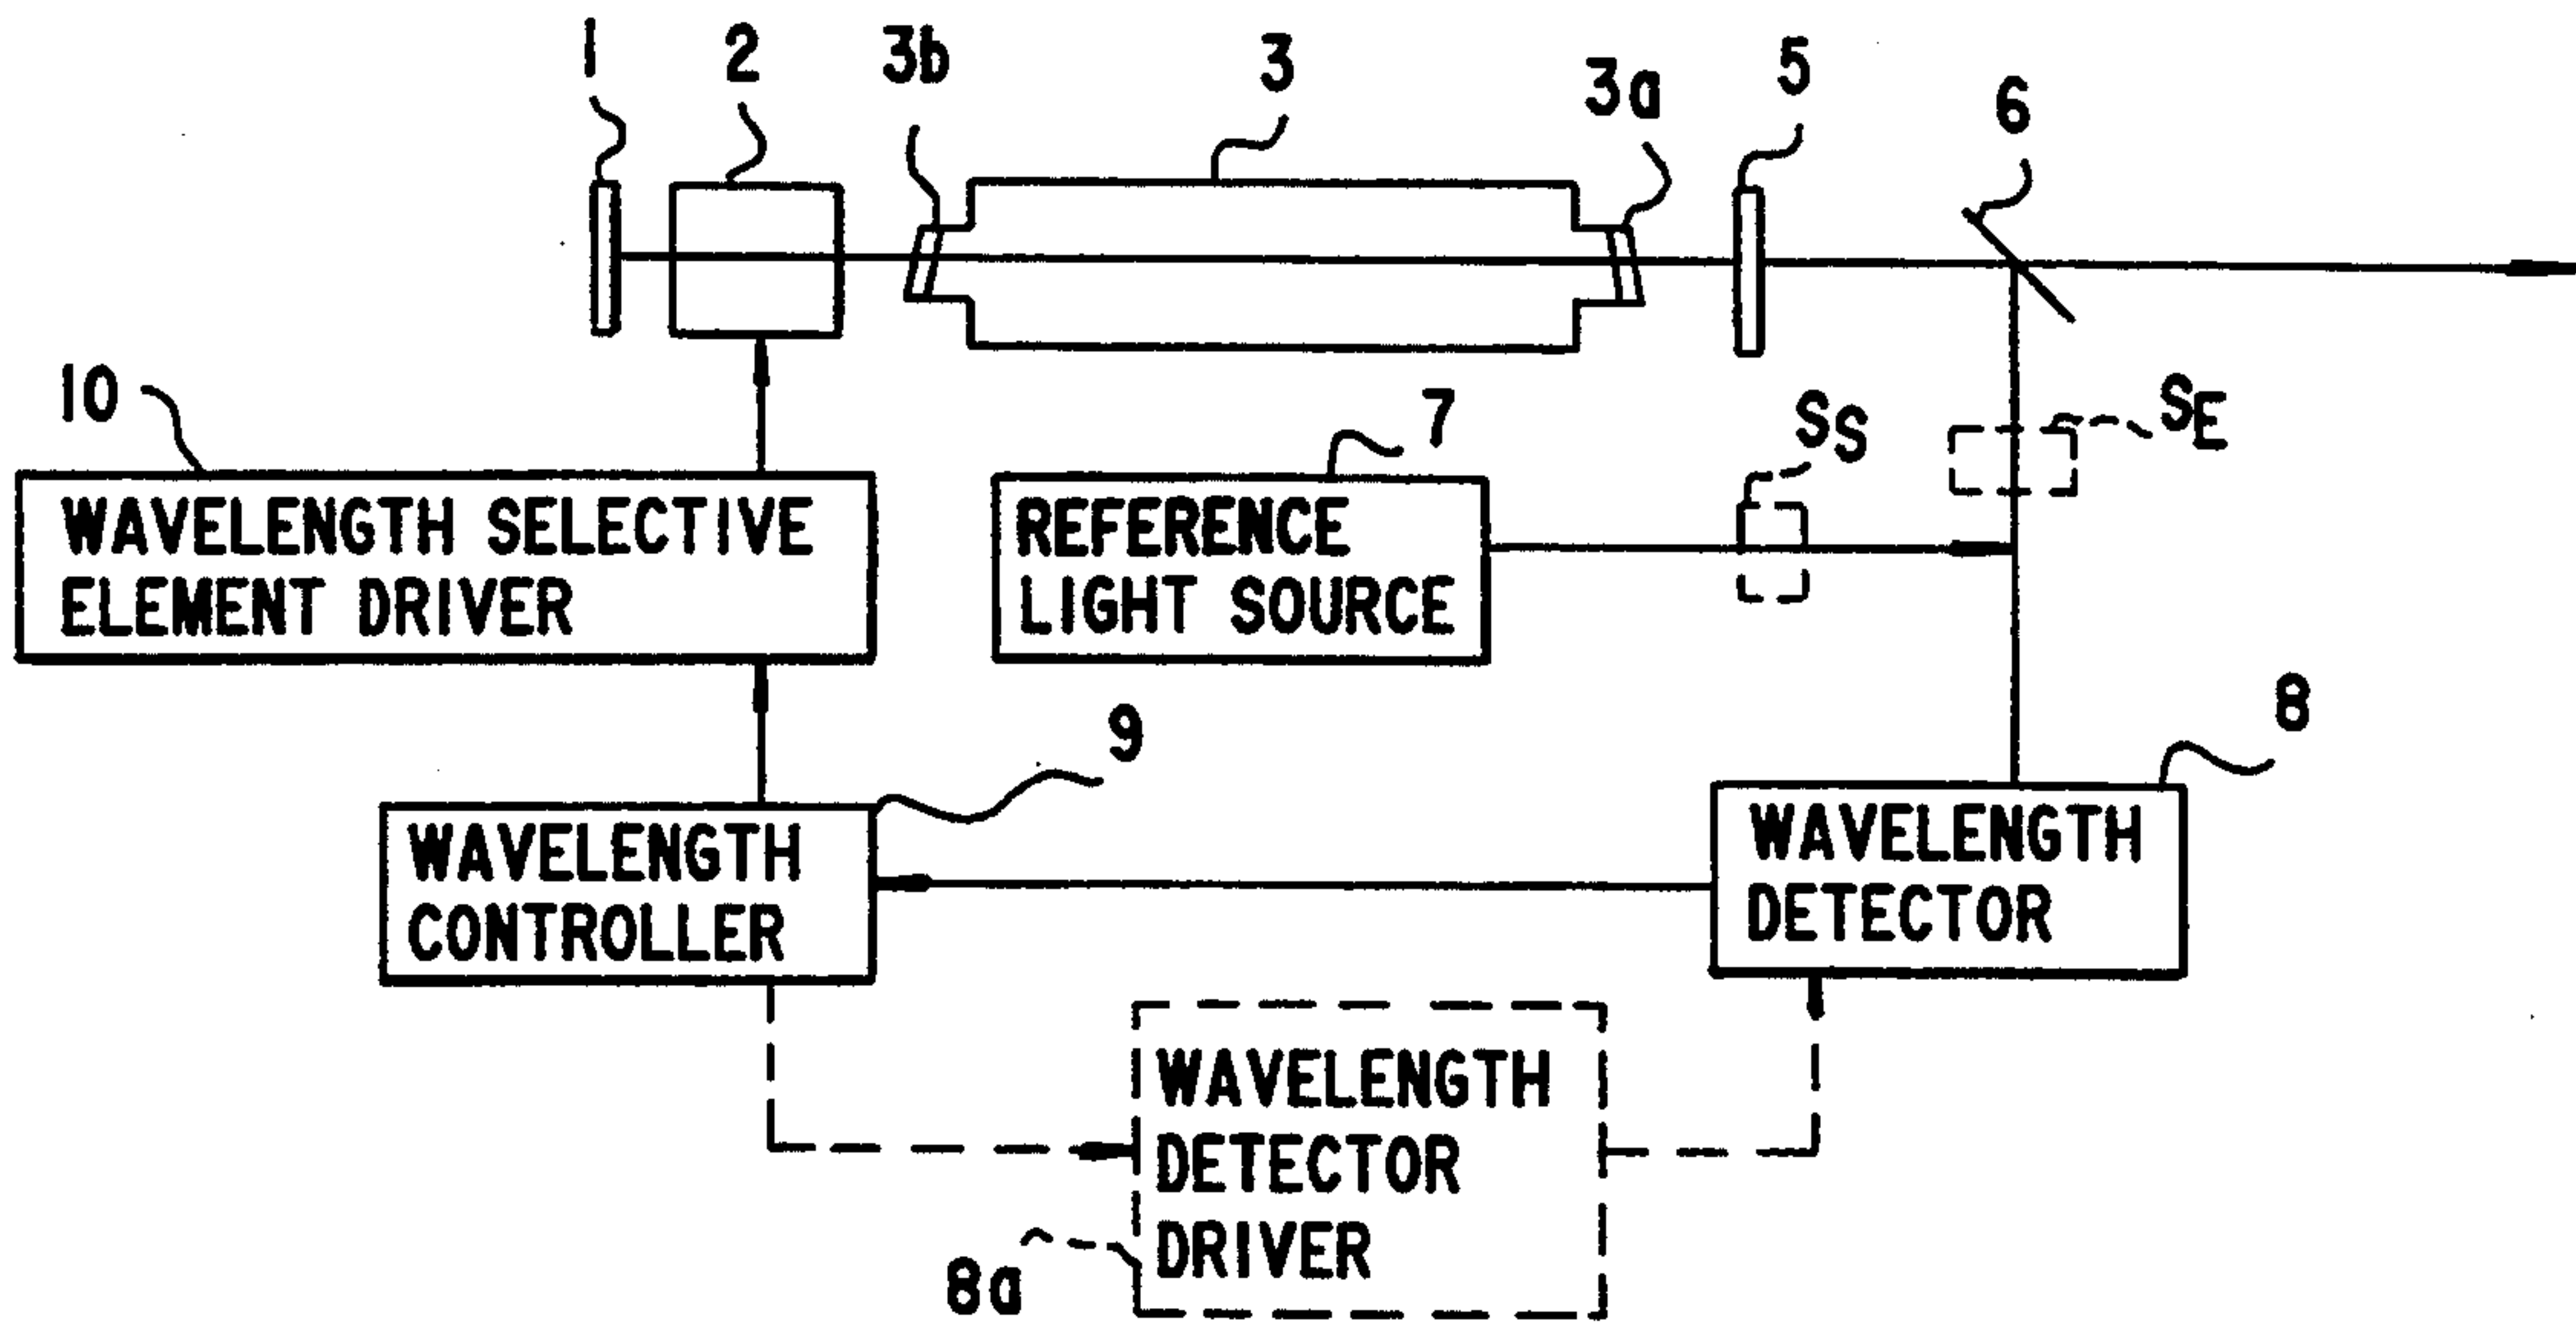 1
2
3b
3
3a
5
6
10
7
SS
SE
WAVELENGTH SELECTIVE
ELEMENT DRIVER
REFERENCE
LIGHT SOURCE
9
8
WAVELENGTH
CONTROLLER
WAVELENGTH
DETECTOR
WAVELENGTH
DETECTOR
DRIVER
8a